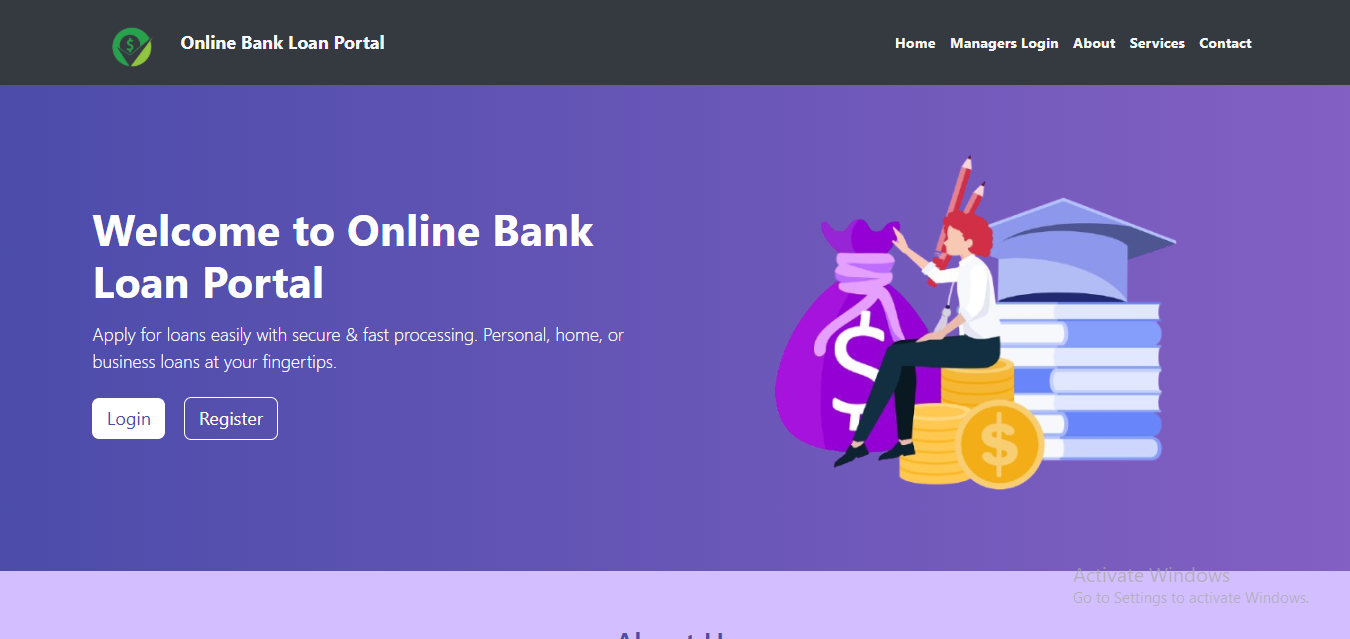 Online Bank Loan Portal
Home Managers Login About Services Contact
Welcome to Online Bank
Loan Portal
Apply for loans easily with secure & fast processing. Personal, home, or
business loans at your fingertips.
Login Register
$
$
$
Activate Windows
Go to Settings to activate Windows.